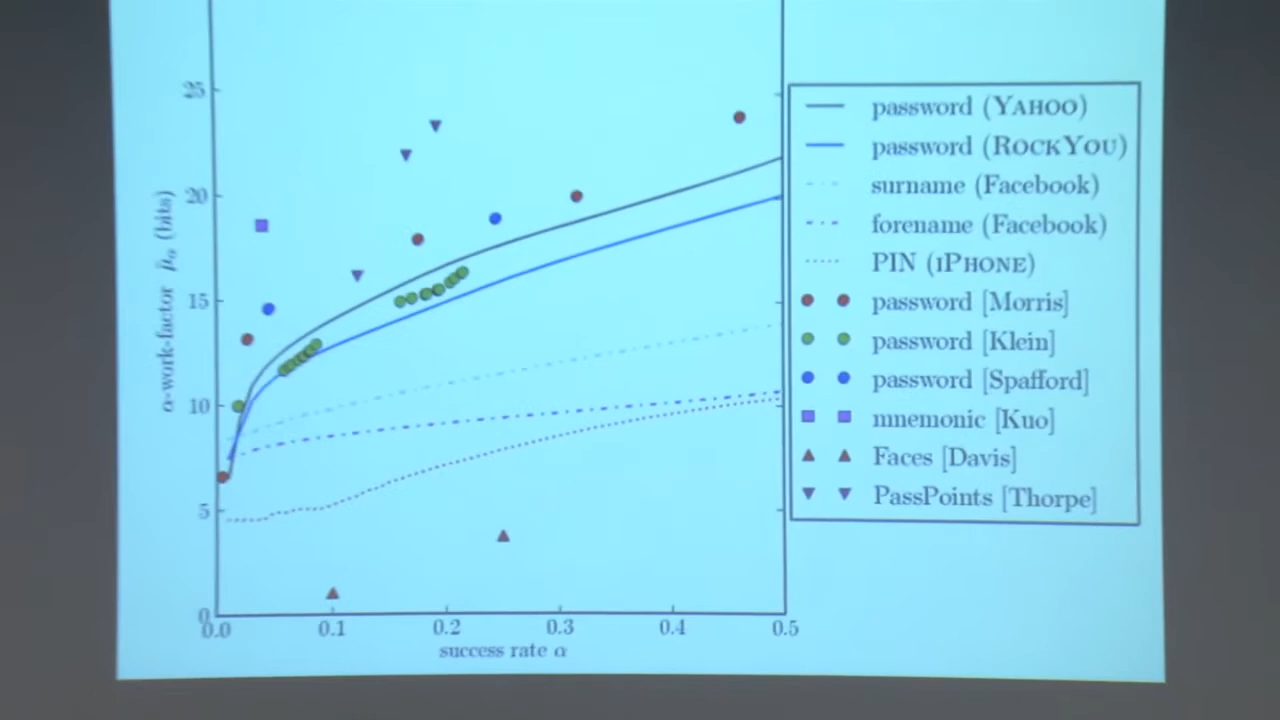 25
20
15
10
5
0
α-work-factor μ̃α (bits)
0.0 0.1 0.2 0.3 0.4 0.5
success rate α
password (YAHOO)
password (ROCKYOU)
surname (Facebook)
forename (Facebook)
PIN (IPHONE)
password [Morris]
password [Klein]
password [Spafford]
mnemonic [Kuo]
Faces [Davis]
PassPoints [Thorpe]